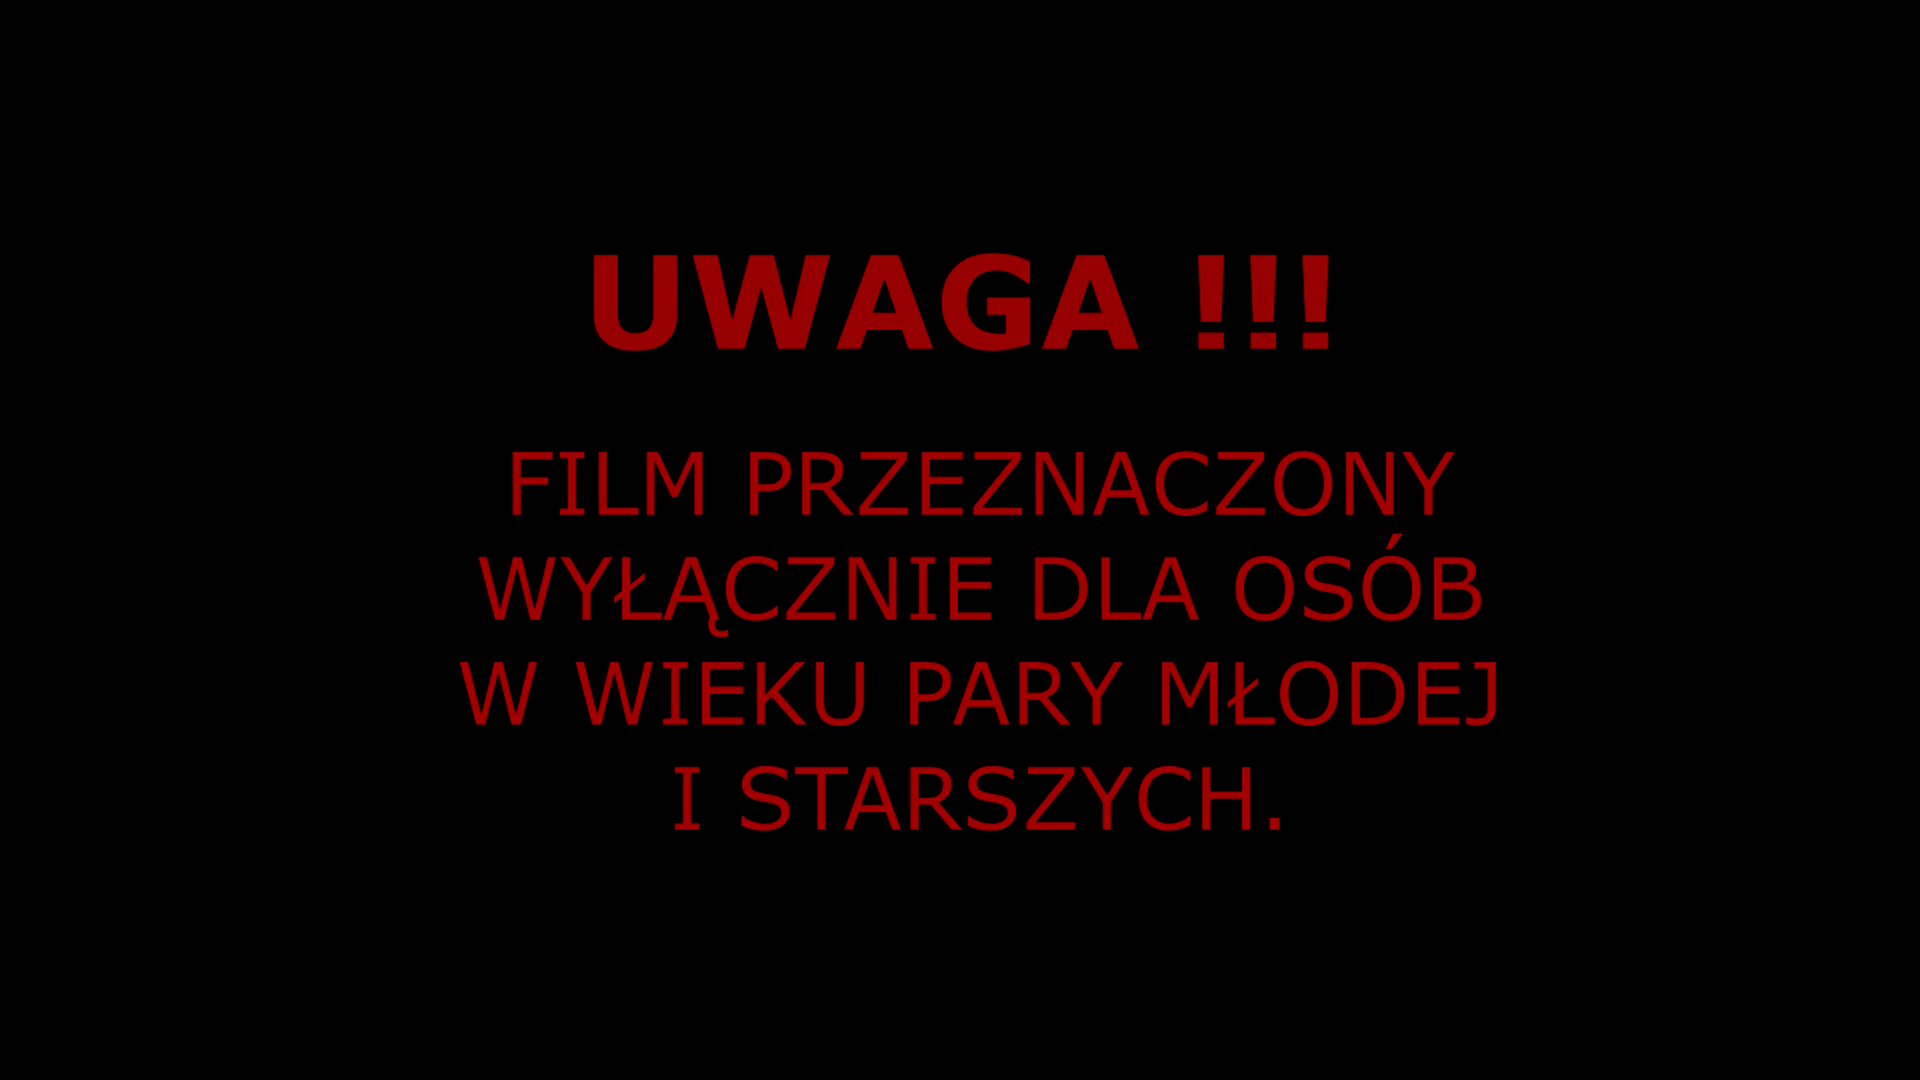 UWAGA !!!
FILM PRZEZNACZONY
WYŁĄCZNIE DLA OSÓB
W WIEKU PARY MŁODEJ
I STARSZYCH.